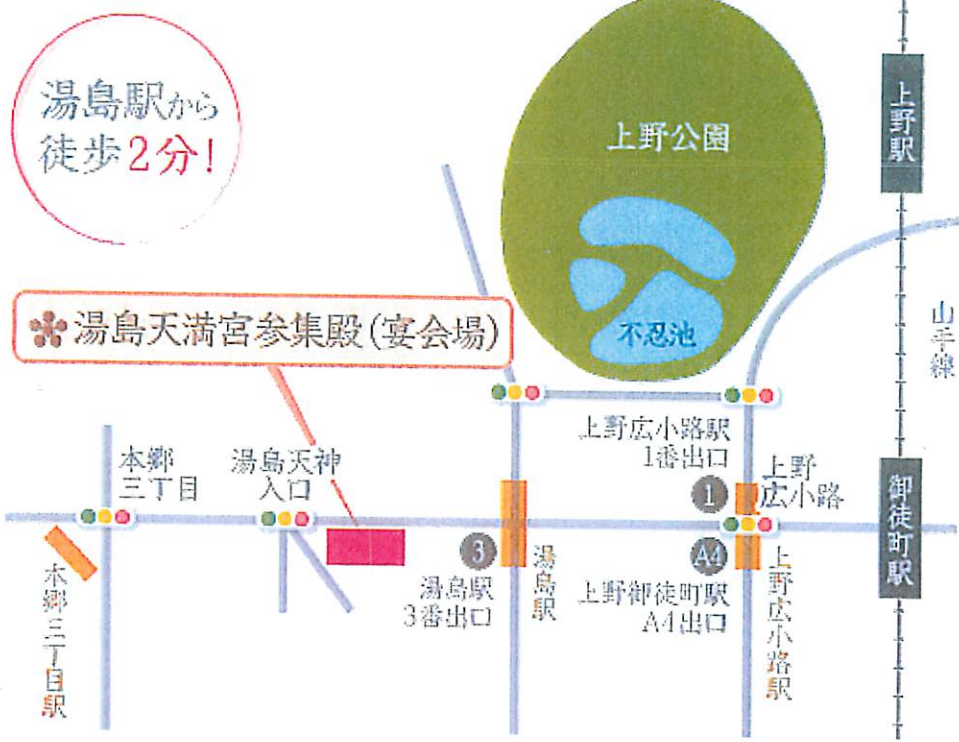 湯島駅から
徒歩2分!
上野公園
上野駅
不忍池
山手線
湯島天満宮参集殿(宴会場)
上野広小路駅
1番出口
本郷
三丁目
湯島天神
入口
1
上野
広小路
御徒町駅
3
湯島駅
3番出口
湯島駅
A4
上野御徒町駅
A4出口
上野広小路駅
本郷三丁目駅